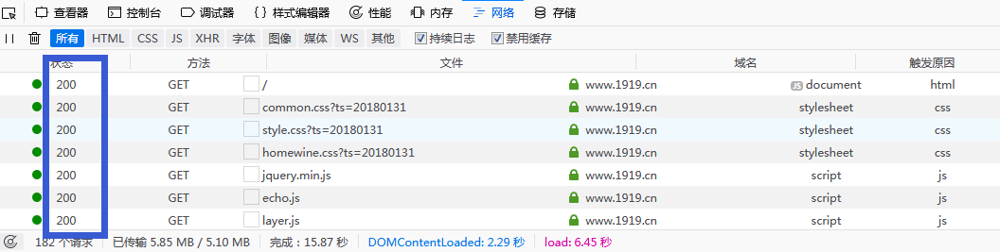 查看器 控制台 调试器 {} 样式编辑器 性能 内存 网络 存储
所有 HTML CSS JS XHR 字体 图像 媒体 WS 其他 持续日志 禁用缓存
状态 方法 文件 域名 触发原因
200 GET / www.1919.cn JS document html
200 GET common.css?ts=20180131 www.1919.cn stylesheet css
200 GET style.css?ts=20180131 www.1919.cn stylesheet css
200 GET homewine.css?ts=20180131 www.1919.cn stylesheet css
200 GET jquery.min.js www.1919.cn script js
200 GET echo.js www.1919.cn script js
200 GET layer.js www.1919.cn script js
182 个请求 已传输 5.85 MB / 5.10 MB 完成：15.87 秒 DOMContentLoaded: 2.29 秒 load: 6.45 秒